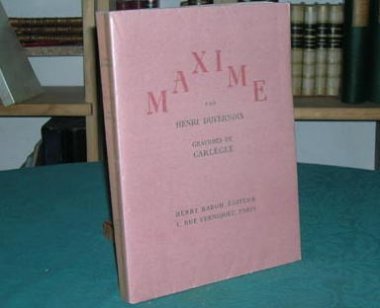 MAXIME
PAR
HENRI DUVERNOIS
GRAVURES DE
CARLÈGLE
HENRY BABOU, ÉDITEUR
1, RUE VERNIQUET, PARIS